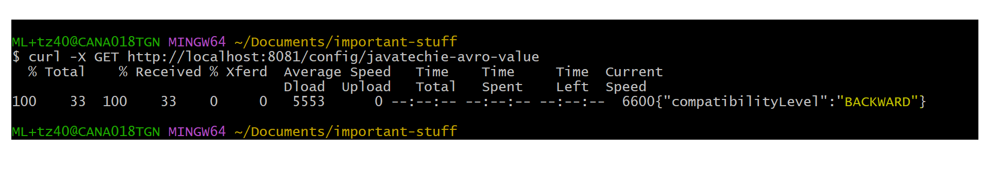 ML+tz40@CANA018TGN MINGW64 ~/Documents/important-stuff
$ curl -X GET http://localhost:8081/config/javatechie-avro-value
  % Total    % Received % Xferd  Average Speed   Time    Time     Time  Current
                                 Dload  Upload   Total   Spent    Left  Speed
100    33  100    33    0     0   5553      0 --:--:-- --:--:-- --:--:--  6600{"compatibilityLevel":"BACKWARD"}
ML+tz40@CANA018TGN MINGW64 ~/Documents/important-stuff